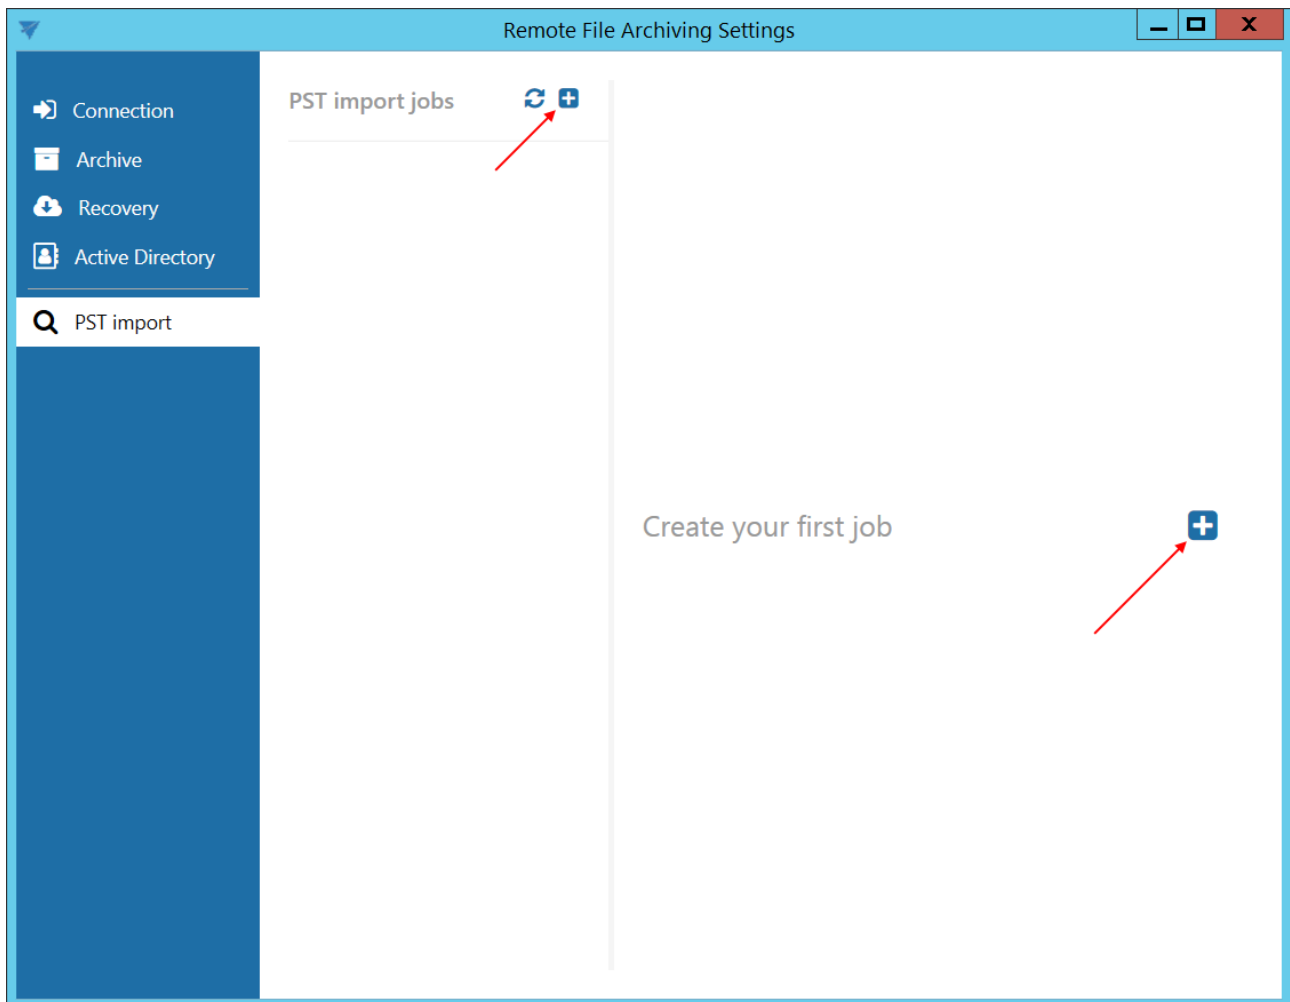 Remote File Archiving Settings
Connection
Archive
Recovery
Active Directory
PST import
PST import jobs
Create your first job